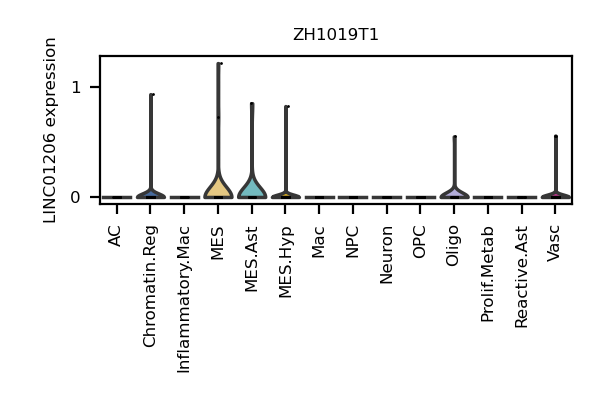 ZH1019T1
LINC01206 expression
1
0
AC
Chromatin.Reg
Inflammatory.Mac
MES
MES.Ast
MES.Hyp
Mac
NPC
Neuron
OPC
Oligo
Prolif.Metab
Reactive.Ast
Vasc